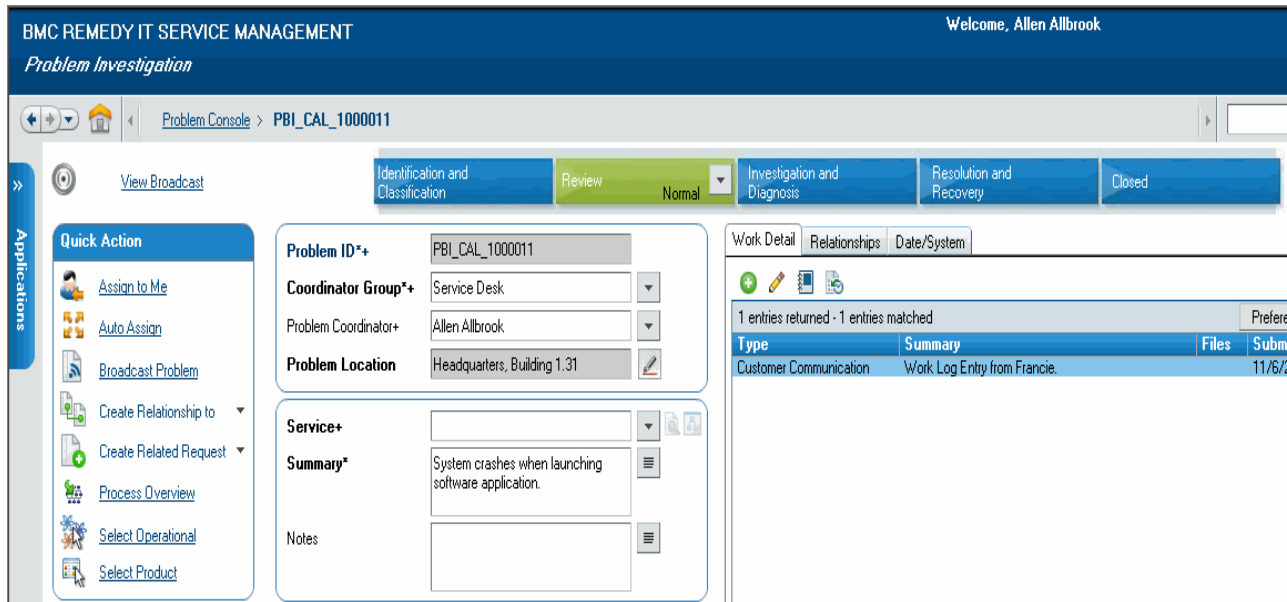 BMC REMEDY IT SERVICE MANAGEMENT
Welcome, Allen Allbrook
Problem Investigation
Problem Console > PBI_CAL_1000011
View Broadcast
Identification and
Classification
Review
Normal
Investigation and
Diagnosis
Resolution and
Recovery
Closed
Applications
Quick Action
Assign to Me
Auto Assign
Broadcast Problem
Create Relationship to
Create Related Request
Process Overview
Select Operational
Select Product
Problem ID*+
PBI_CAL_1000011
Coordinator Group*+
Service Desk
Problem Coordinator+
Allen Allbrook
Problem Location
Headquarters, Building 1.31
Service+
Summary*
System crashes when launching
software application.
Notes
Work Detail
Relationships
Date/System
1 entries returned - 1 entries matched
Prefere
Type Summary Files Subm
Customer Communication Work Log Entry from Francie. 11/6/2